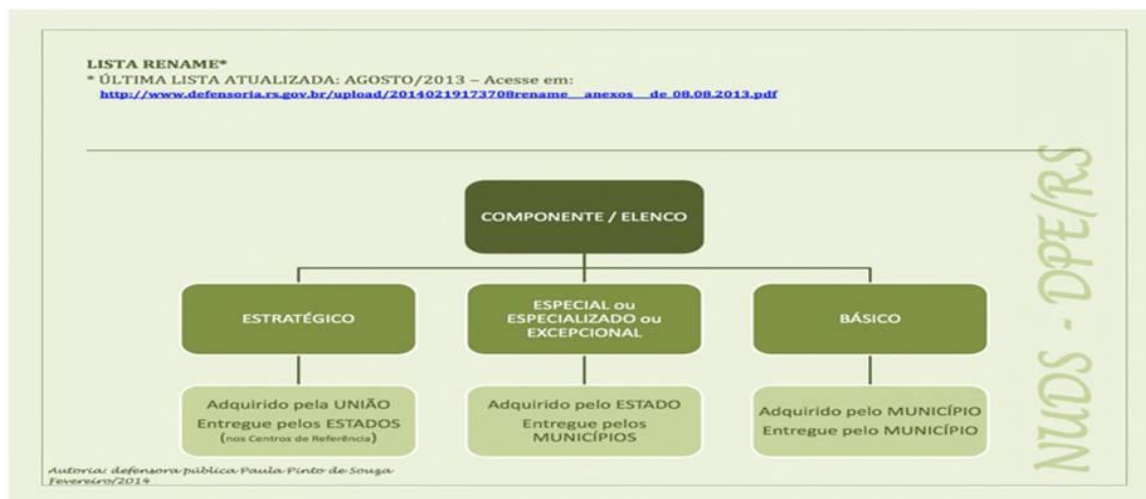 LISTA RENAME*
* ÚLTIMA LISTA ATUALIZADA: AGOSTO/2013 – Acesse em:
http://www.defensoria.rs.gov.br/upload/20140219173708rename__anexos__de_08.08.2013.pdf
COMPONENTE / ELENCO
ESTRATÉGICO
ESPECIAL ou
ESPECIALIZADO ou
EXCEPCIONAL
BÁSICO
Adquirido pela UNIÃO
Entregue pelos ESTADOS
(nos Centros de Referência)
Adquirido pelo ESTADO
Entregue pelos
MUNICÍPIOS
Adquirido pelo MUNICÍPIO
Entregue pelo MUNICÍPIO
NUDS - DPE/RS
Autoria: defensora pública Paula Pinto de Souza
Fevereiro/2014